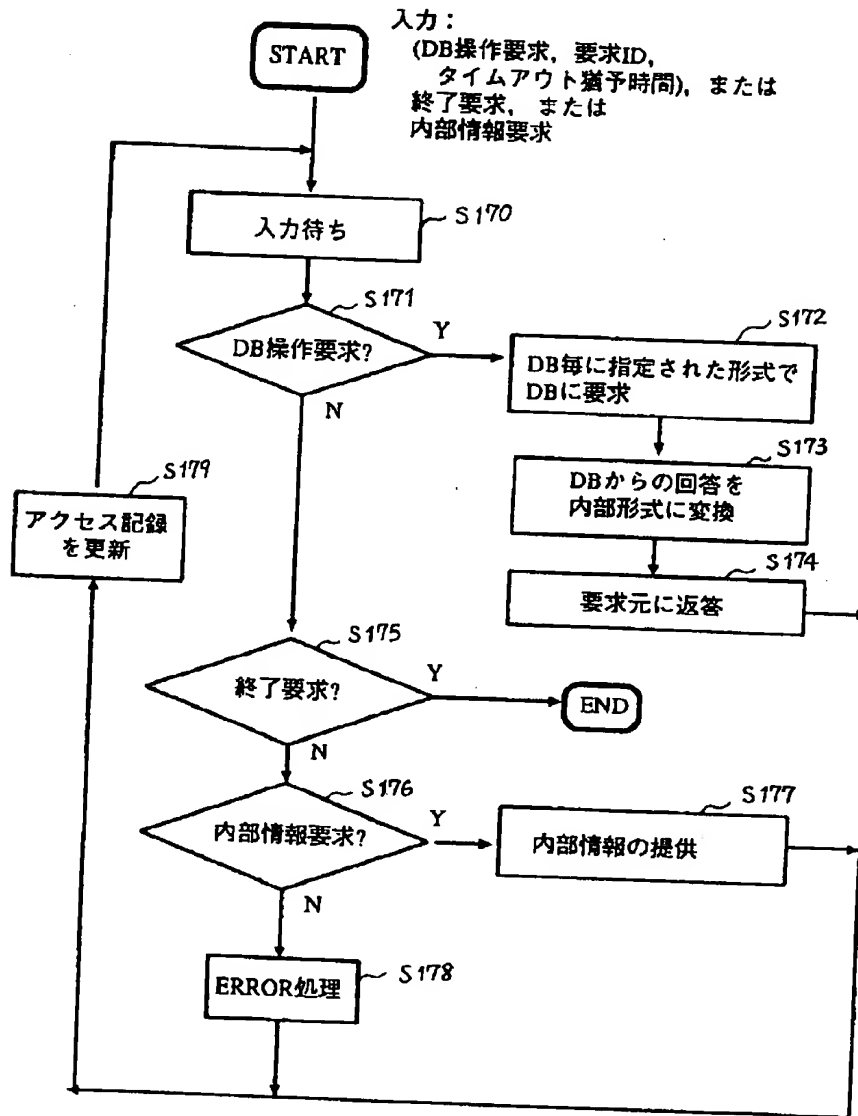 入力：
(DB操作要求，要求ID，
タイムアウト猶予時間)，または
終了要求，または
内部情報要求
START
入力待ち
S170
S171
DB操作要求?
Y
N
S172
DB毎に指定された形式で
DBに要求
S173
DBからの回答を
内部形式に変換
S174
要求元に返答
S179
アクセス記録
を更新
S175
終了要求?
Y
N
END
S176
内部情報要求?
Y
N
S177
内部情報の提供
S178
ERROR処理